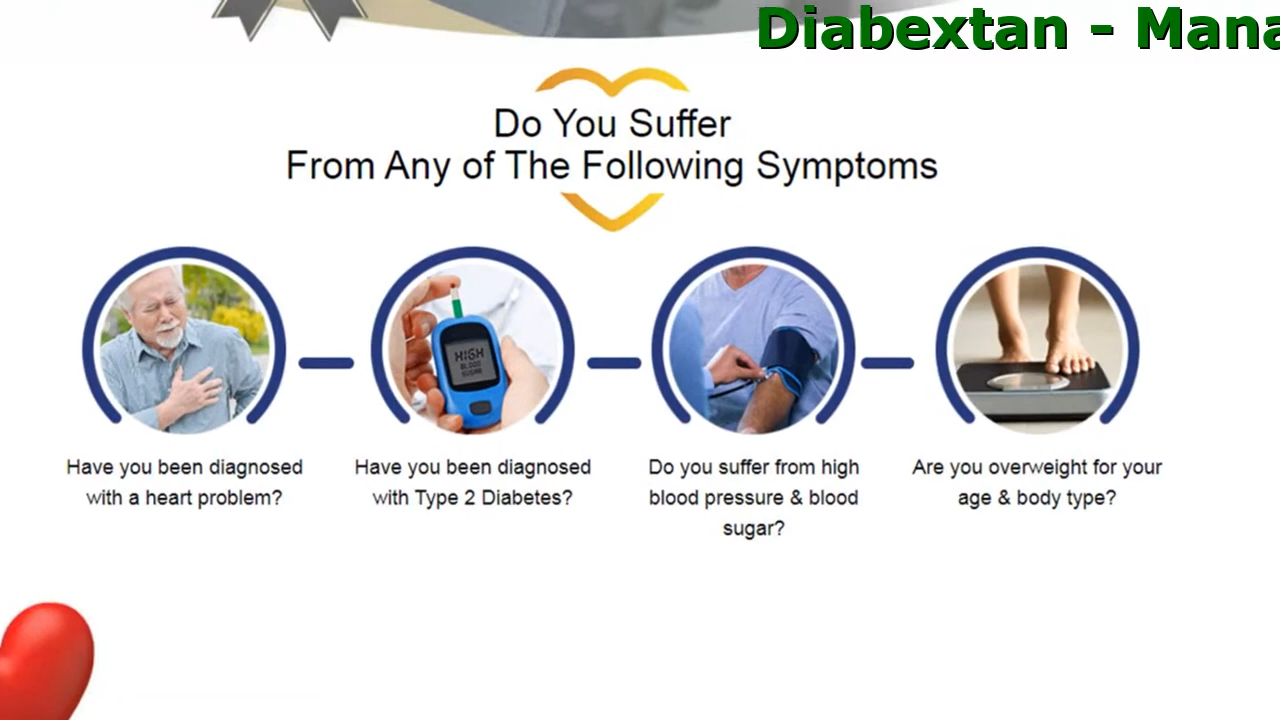 Diabextan - Mana
Do You Suffer
From Any of The Following Symptoms
HIGH
BLOOD
SUGAR
Have you been diagnosed
with a heart problem?
Have you been diagnosed
with Type 2 Diabetes?
Do you suffer from high
blood pressure & blood
sugar?
Are you overweight for your
age & body type?